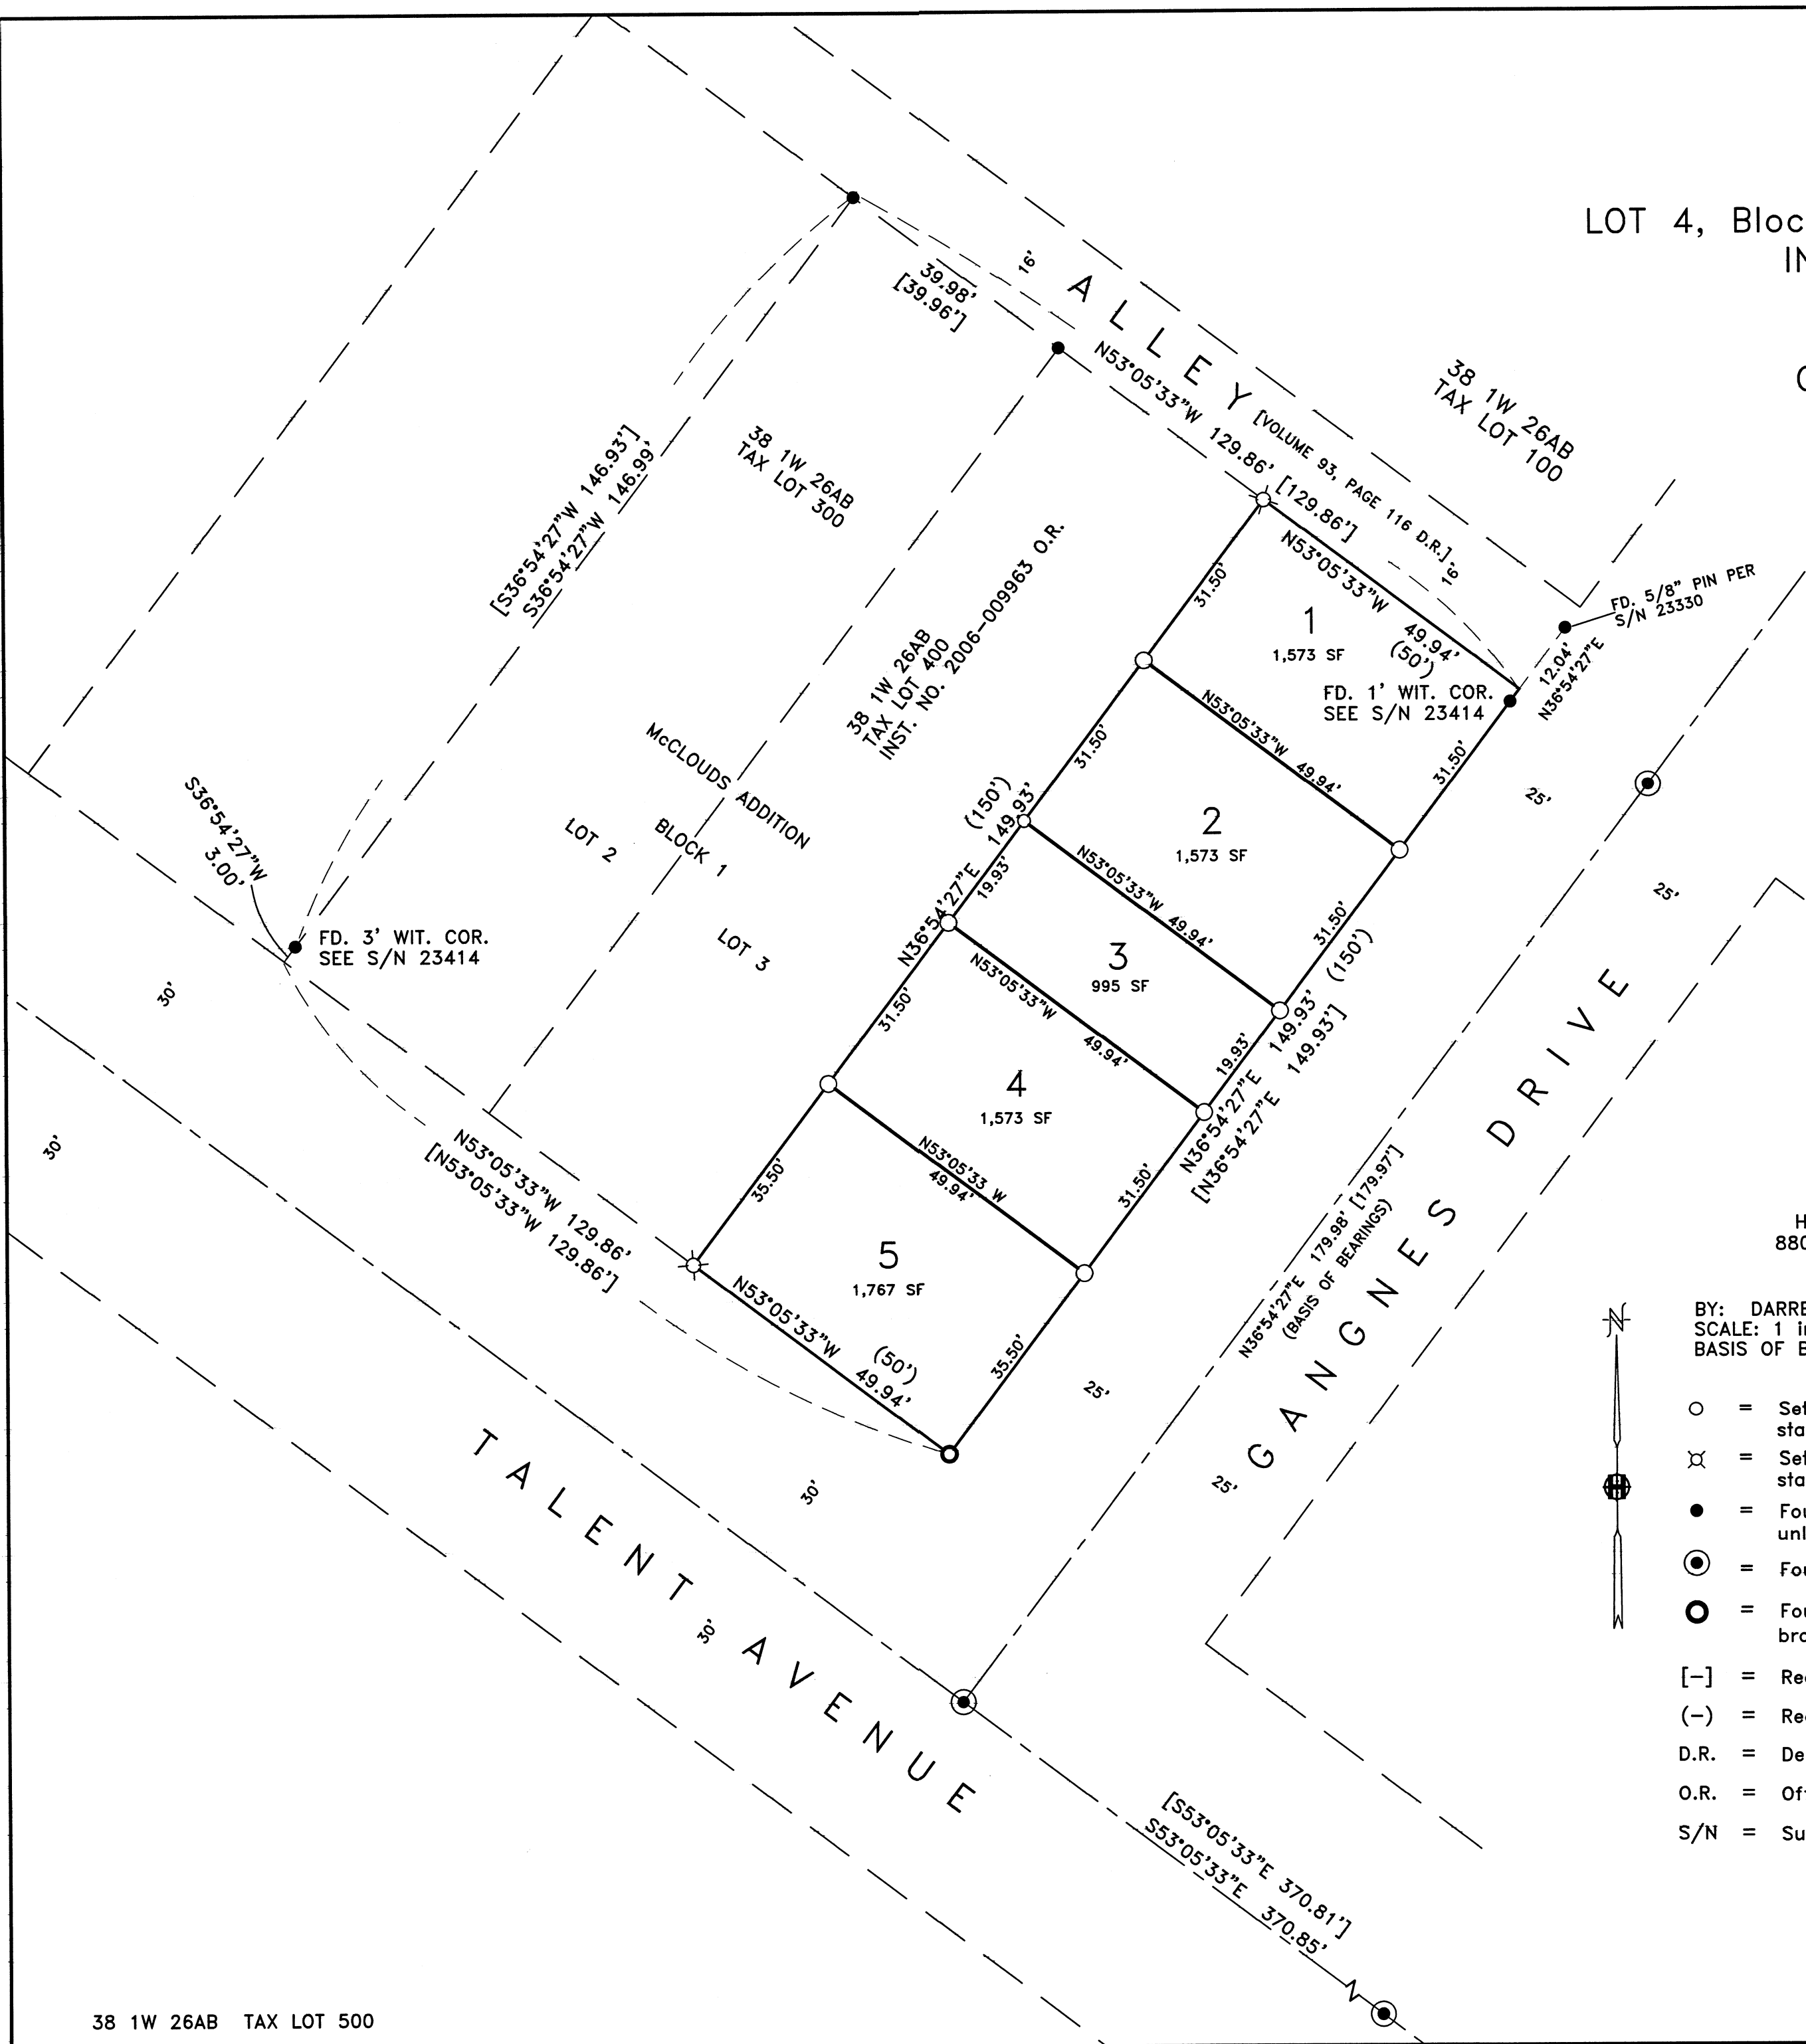 LOT 4, Bloc
IN
16'
ALLEY
[VOLUME 93, PAGE 116 D.R.]
16'
39.98'
[39.96']
N53°05'33"W 129.86'
[129.86']
38 1W 26AB
TAX LOT 100
[S36°54'27"W 146.93']
S36°54'27"W 146.99'
38 1W 26AB
TAX LOT 300
38 1W 26AB
TAX LOT 400
INST. NO. 2006-009963 O.R.
N53°05'33"W 49.94'
(50')
31.50'
1
1,573 SF
FD. 5/8" PIN PER
S/N 23330
12.04'
N36°54'27"E
FD. 1' WIT. COR.
SEE S/N 23414
31.50'
N53°05'33"W 49.94'
31.50'
2
1,573 SF
31.50'
25'
25'
McCLOUDS ADDITION
BLOCK 1
LOT 2
LOT 3
S36°54'27"W
3.00'
FD. 3' WIT. COR.
SEE S/N 23414
(150')
N36°54'27"E 149.93'
19.93'
N53°05'33"W 49.94'
3
995 SF
19.93'
(150')
N36°54'27"E 149.93'
[N36°54'27"E 149.93']
N53°05'33"W 49.94'
31.50'
4
1,573 SF
31.50'
N53°05'33 W
49.94'
35.50'
5
1,767 SF
35.50'
N53°05'33"W 49.94'
(50')
N53°05'33"W 129.86'
[N53°05'33"W 129.86']
30'
30'
30'
30'
25'
25'
N36°54'27"E 179.98' [179.97']
(BASIS OF BEARINGS)
GANGNES DRIVE
TALENT AVENUE
[S53°05'33"E 370.81']
S53°05'33"E 370.85'
H
880
BY: DARRE
SCALE: 1 i
BASIS OF B
N
= Set
sta
= Set
sta
= Fou
unl
= Fou
= Fou
bra
[-] = Re
(-) = Re
D.R. = De
O.R. = Of
S/N = Su
38 1W 26AB TAX LOT 500